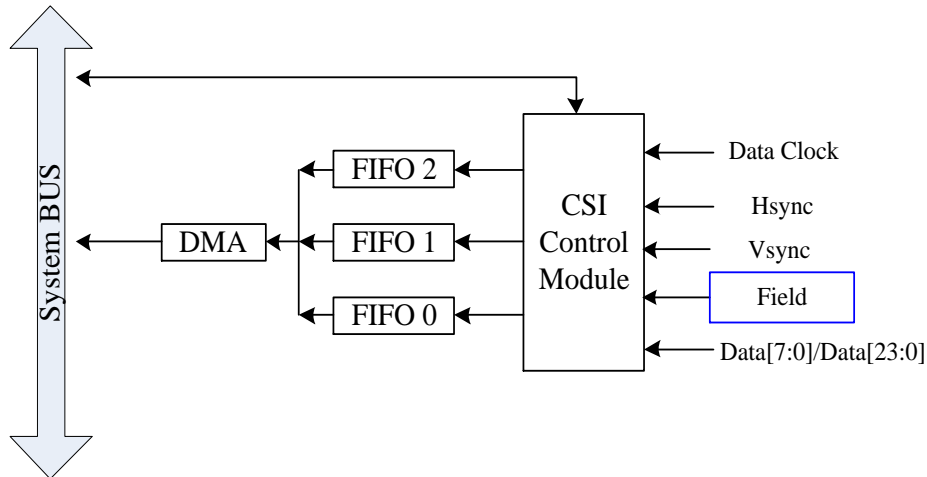 System BUS
DMA
FIFO 2
FIFO 1
FIFO 0
CSI
Control
Module
Data Clock
Hsync
Vsync
Field
Data[7:0]/Data[23:0]